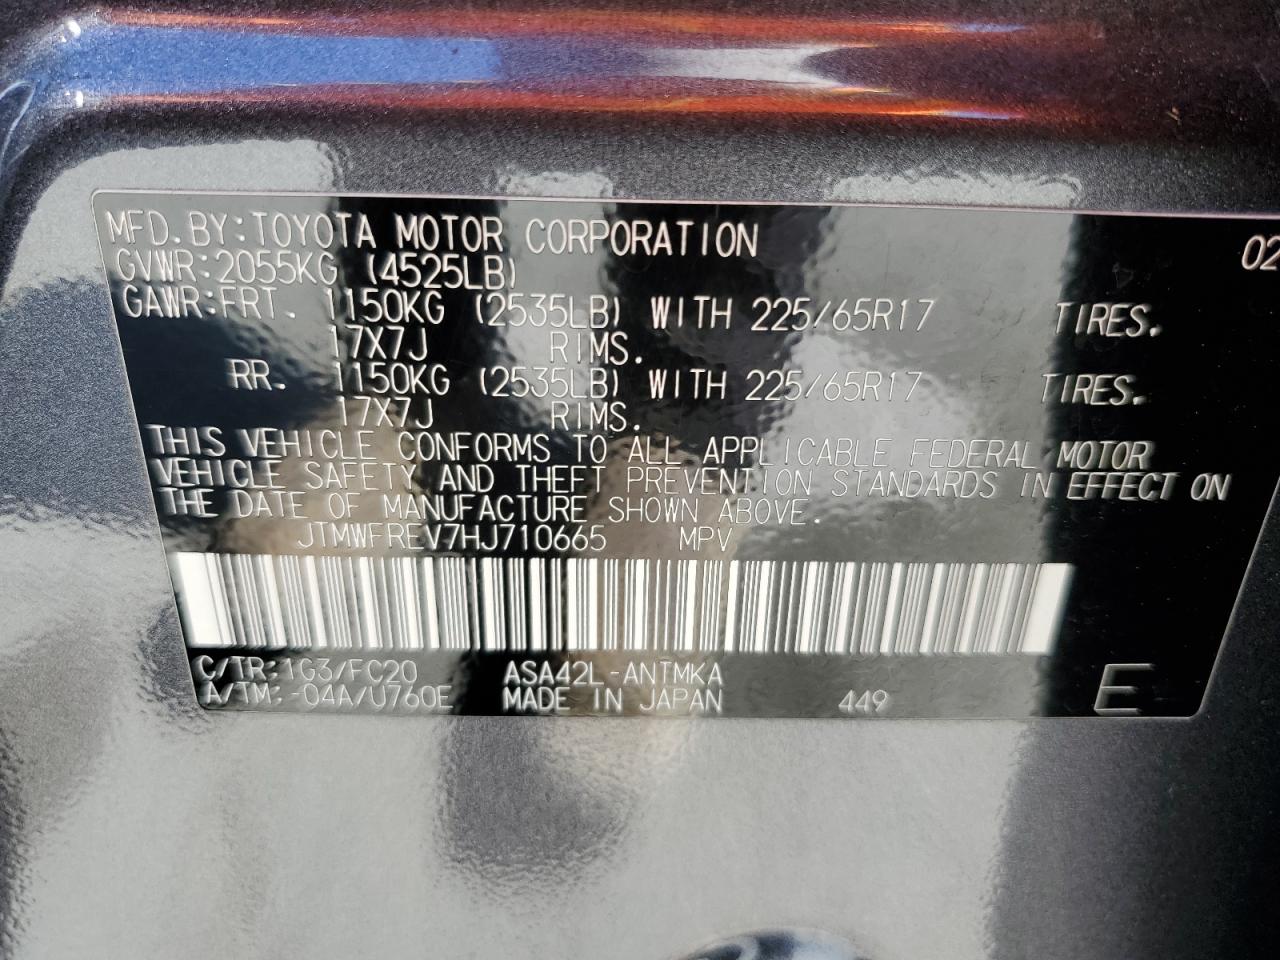 MFD. BY: TOYOTA MOTOR CORPORATION 02
GVWR: 2055KG (4525LB)
GAWR: FRT. 1150KG (2535LB) WITH 225/65R17 TIRES.
17X7J RIMS.
RR. 1150KG (2535LB) WITH 225/65R17 TIRES.
17X7J RIMS.
THIS VEHICLE CONFORMS TO ALL APPLICABLE FEDERAL MOTOR
VEHICLE SAFETY AND THEFT PREVENTION STANDARDS IN EFFECT ON
THE DATE OF MANUFACTURE SHOWN ABOVE.
JTMWFREV7HJ710665 MPV
C/TR: 1G3/FC20 ASA42L-ANTMKA
A/TM: -04A/U760E MADE IN JAPAN 449 E